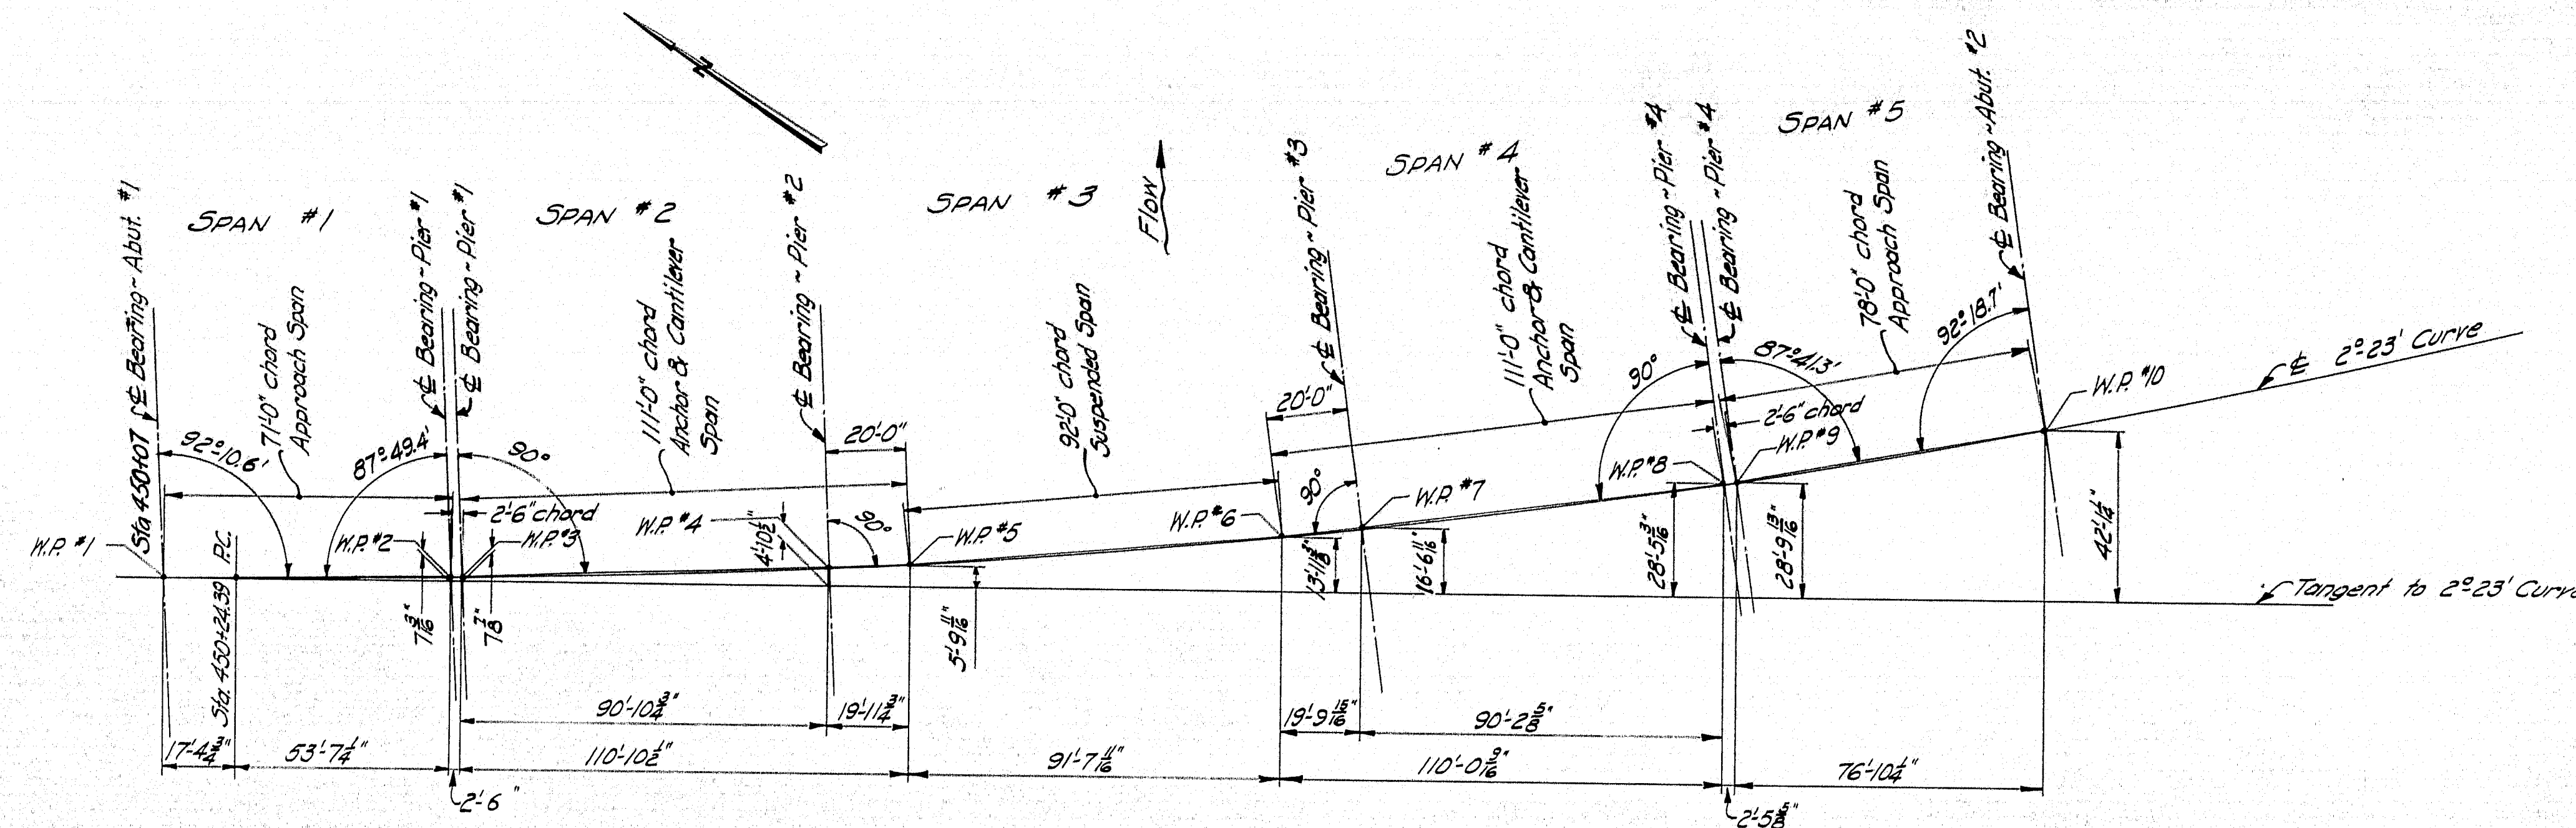 N
SPAN #1
SPAN #2
SPAN #3
Flow
SPAN #4
SPAN #5
Sta 450+07 ℄ Bearing ~ Abut. #1
℄ Bearing ~ Pier #1
℄ Bearing ~ Pier #1
℄ Bearing ~ Pier #2
℄ Bearing ~ Pier #3
℄ Bearing ~ Pier #4
℄ Bearing ~ Pier #4
℄ Bearing ~ Abut. #2
71'-0" chord
Approach Span
111'-0" chord
Anchor & Cantilever
Span
92'-0" chord
Suspended Span
111'-0" chord
Anchor & Cantilever
Span
78'-0" chord
Approach Span
92°-10.6'
87°-49.4'
90°
20'-0"
90°
20'-0"
90°
90°
87°-41.3'
92°-18.7'
℄ 2°-23' Curve
2'-6" chord
2'-6" chord
W.P. #1
W.P. #2
W.P. #3
W.P. #4
W.P. #5
W.P. #6
W.P. #7
W.P. #8
W.P. #9
W.P. #10
Sta. 450+24.39 P.C.
7 3/16"
7 7/8"
4'-10 1/2"
5'-9 11/16"
13'-11 3/8"
16'-6 11/16"
28'-5 3/16"
28'-9 13/16"
42'-1 1/4"
Tangent to 2°-23' Curve
90'-10 3/4"
19'-11 3/4"
19'-9 15/16"
90'-2 5/8"
17'-4 3/4"
53'-7 1/4"
110'-10 1/2"
91'-7 11/16"
110'-0 9/16"
76'-10 1/4"
2'-6"
2'-5 5/8"